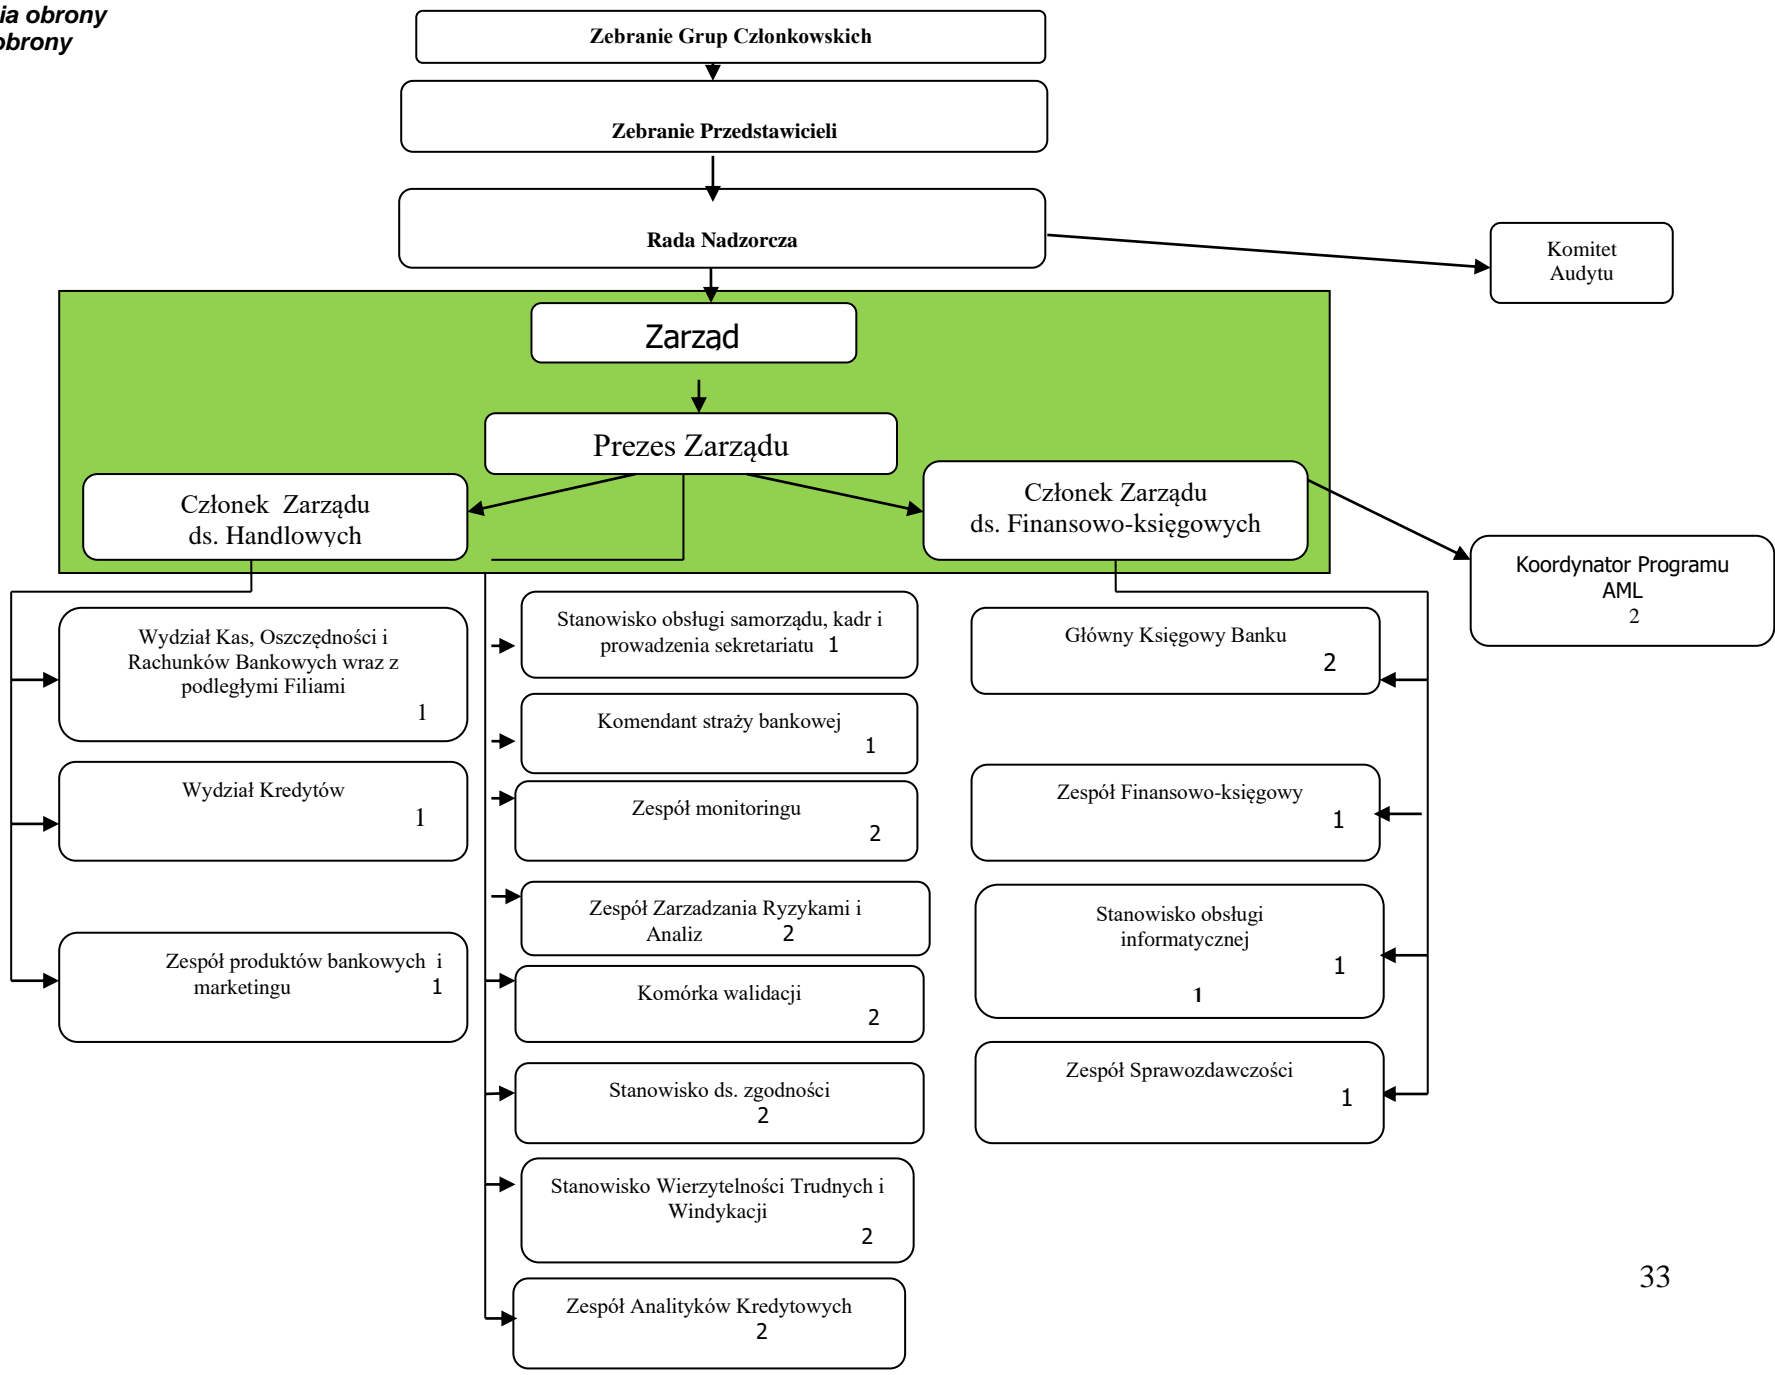 obrony
obrony
Zebranie Grup Członkowskich
Zebranie Przedstawicieli
Rada Nadzorcza
Komitet
Audytu
Zarząd
Prezes Zarządu
Członek Zarządu
ds. Handlowych
Członek Zarządu
ds. Finansowo-księgowych
Koordynator Programu
AML
2
Wydział Kas, Oszczędności i
Rachunków Bankowych wraz z
podległymi Filiami
1
Wydział Kredytów
1
Zespół produktów bankowych i
marketingu 1
Stanowisko obsługi samorządu, kadr i
prowadzenia sekretariatu 1
Komendant straży bankowej
1
Zespół monitoringu
2
Zespół Zarzadzania Ryzykami i
Analiz 2
Komórka walidacji
2
Stanowisko ds. zgodności
2
Stanowisko Wierzytelności Trudnych i
Windykacji
2
Zespół Analityków Kredytowych
2
Główny Księgowy Banku
2
Zespół Finansowo-księgowy
1
Stanowisko obsługi
informatycznej
1
1
Zespół Sprawozdawczości
1
33